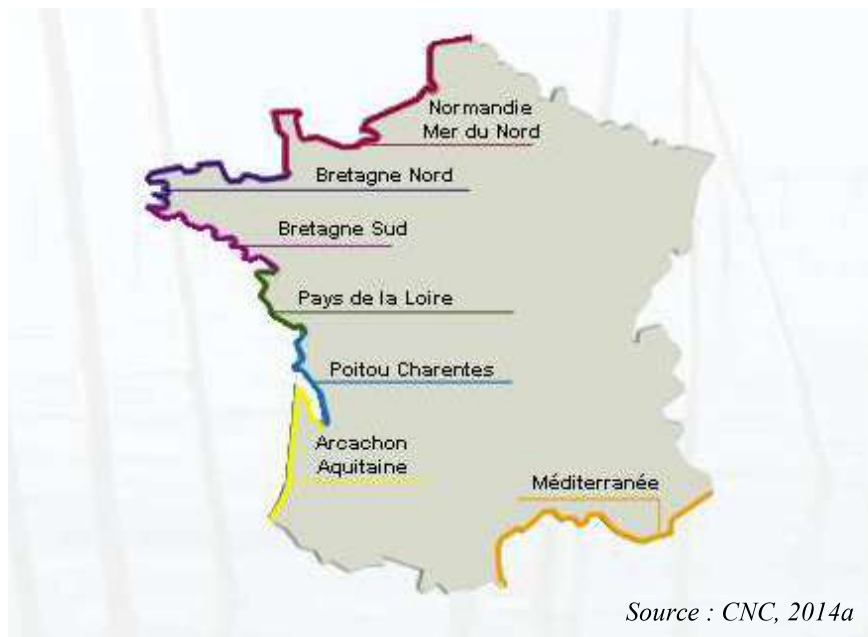 Normandie
Mer du Nord
Bretagne Nord
Bretagne Sud
Pays de la Loire
Poitou Charentes
Arcachon
Aquitaine
Méditerranée
Source : CNC, 2014a